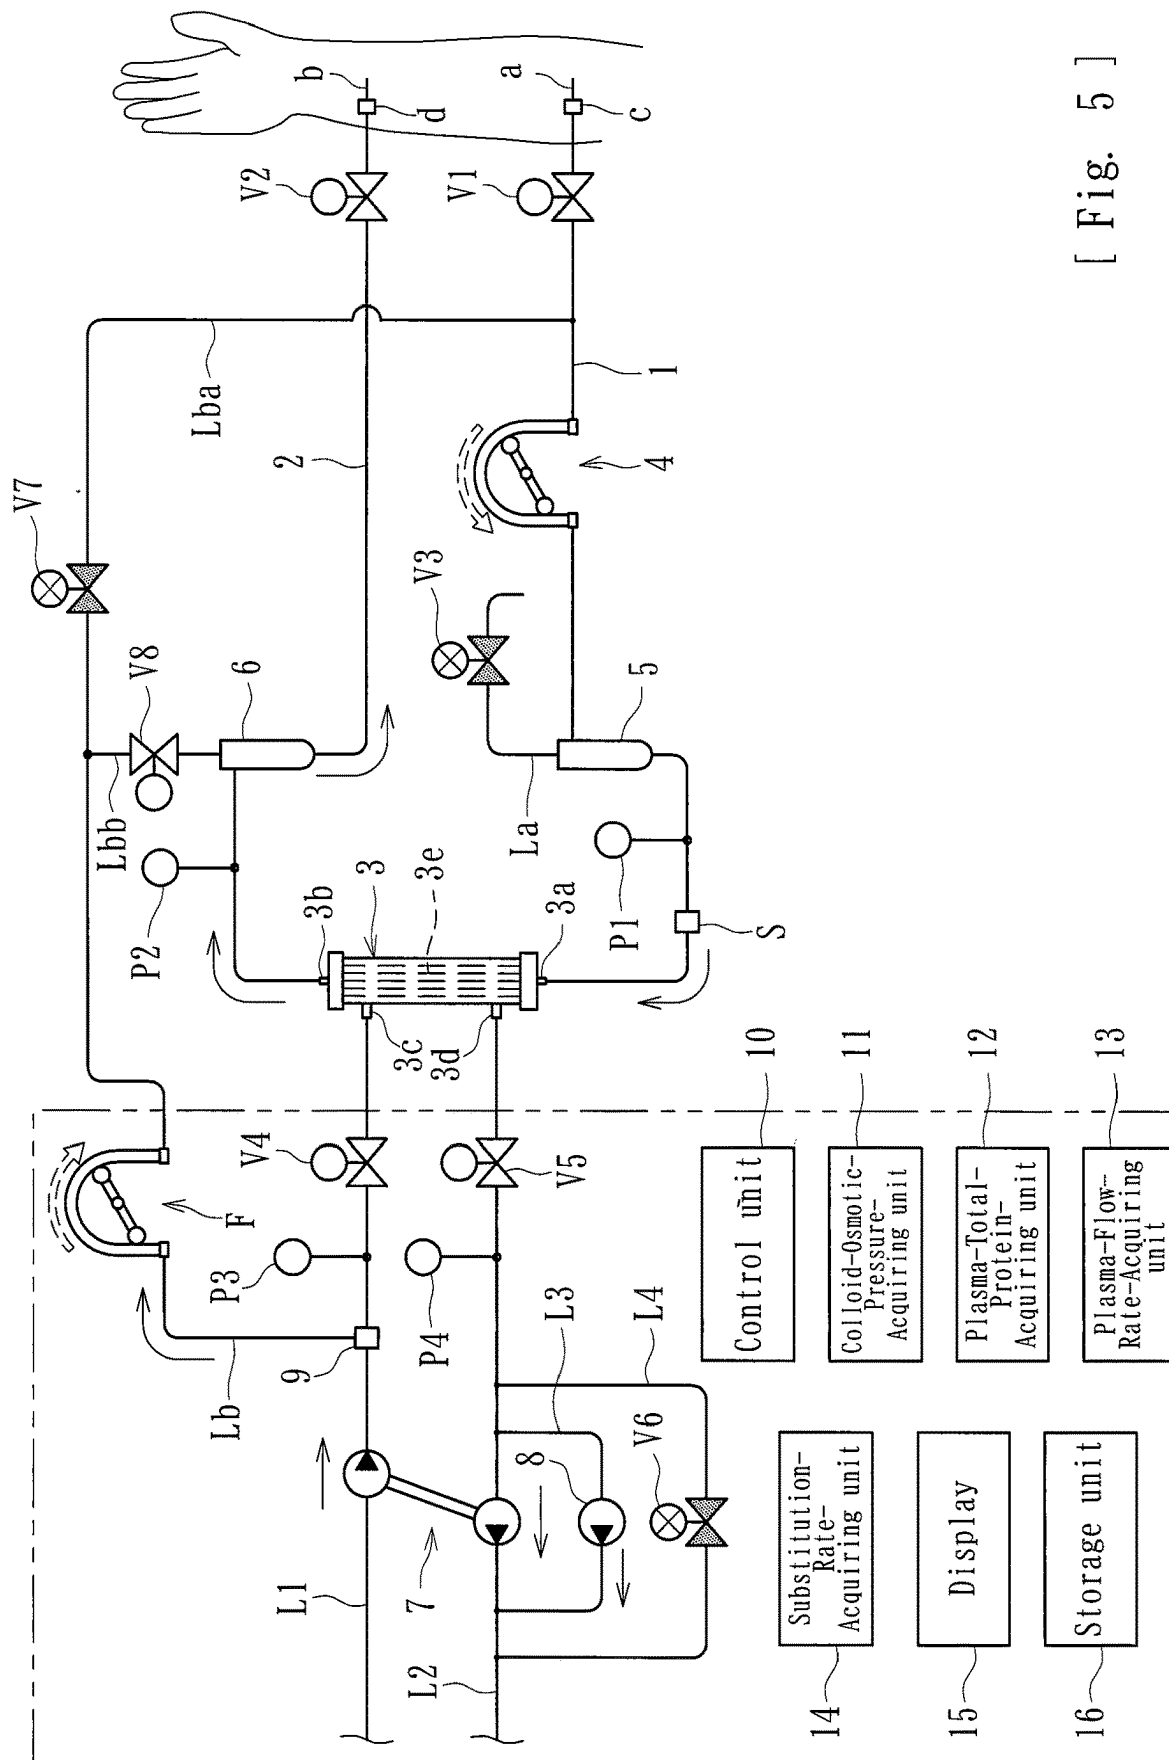 b
d
V2
a
c
V1
Lba
2
1
4
V7
V3
V8
6
5
Lbb
La
P2
3b
3
3e
3a
P1
S
3c
3d
V4
V5
F
P3
P4
9
Lb
L3
L4
8
V6
7
L1
L2
10
Control unit
11
Colloid-Osmotic-
Pressure-
Acquiring unit
12
Plasma-Total-
Protein-
Acquiring unit
13
Plasma-Flow-
Rate-Acquiring
unit
14
Substitution-
Rate-
Acquiring unit
15
Display
16
Storage unit
[ Fig. 5 ]